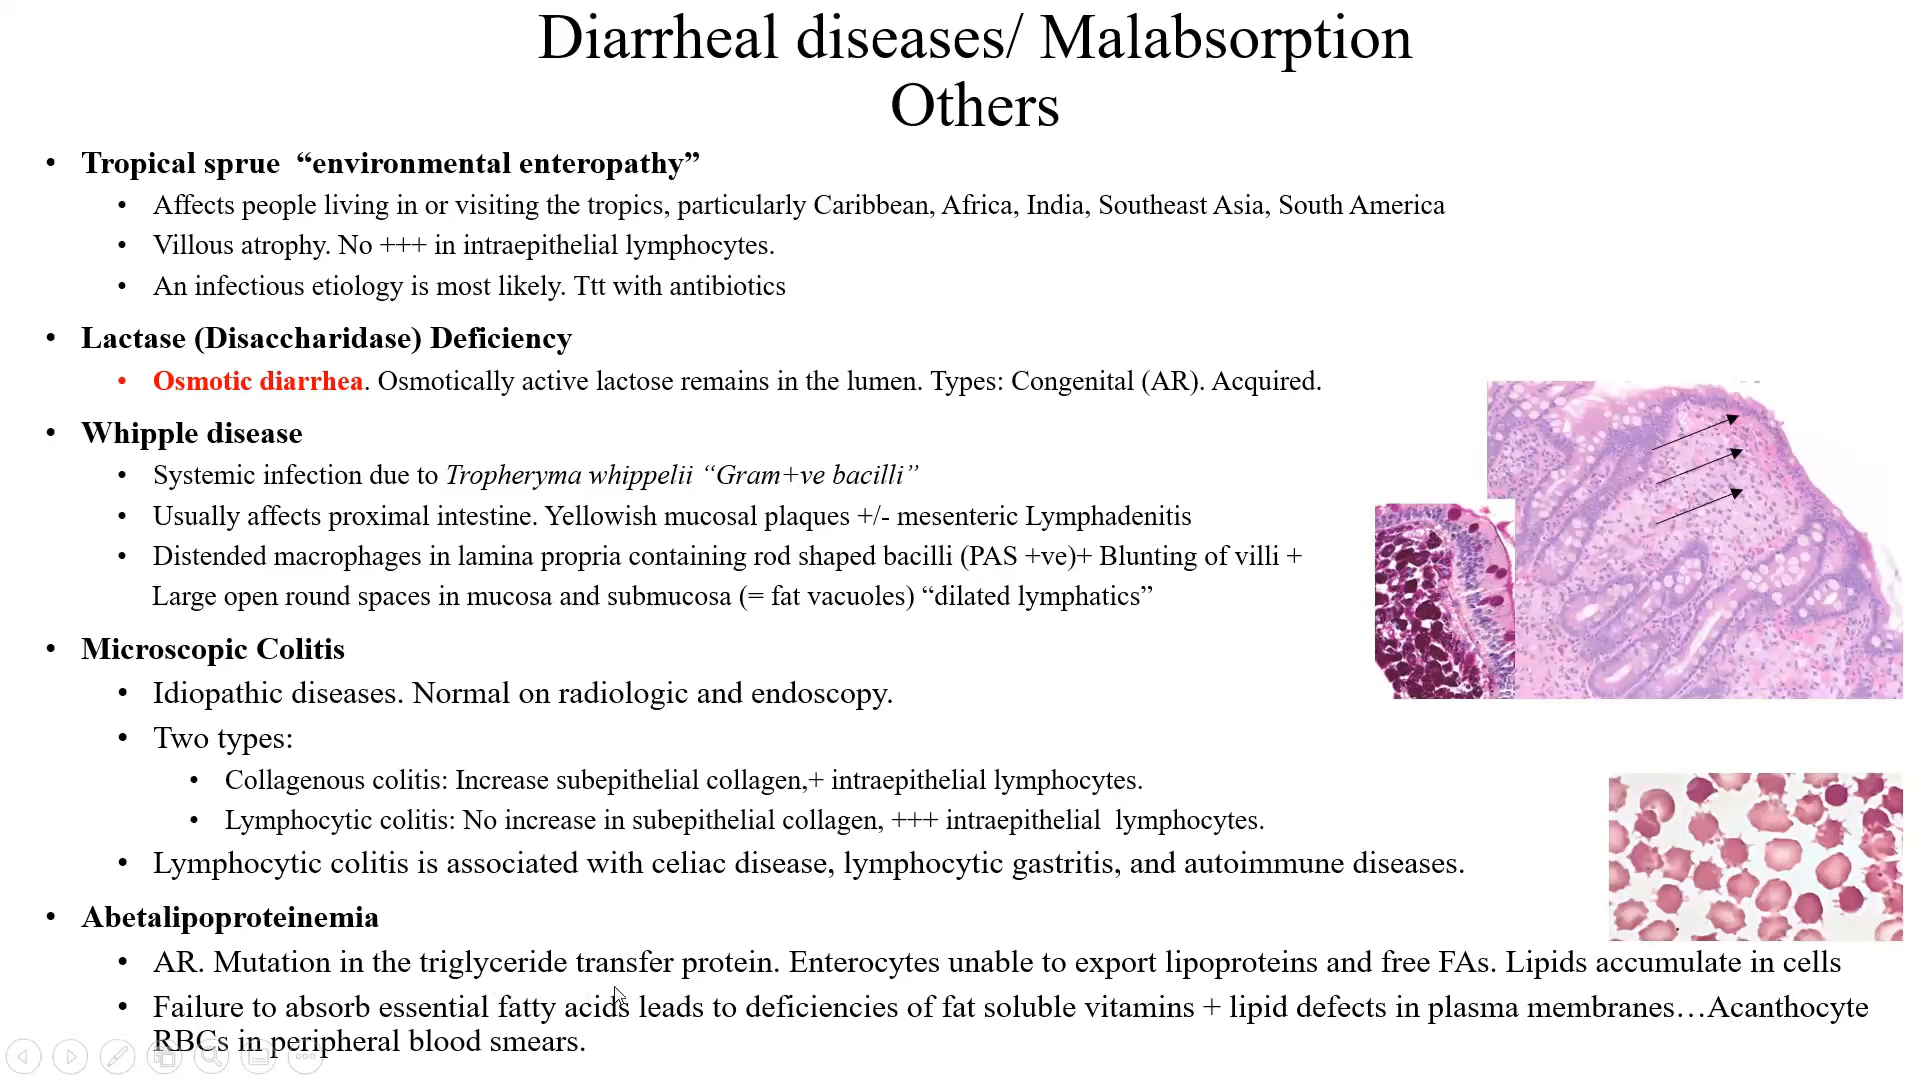 Diarrheal diseases/ Malabsorption
Others
• Tropical sprue “environmental enteropathy”
• Affects people living in or visiting the tropics, particularly Caribbean, Africa, India, Southeast Asia, South America
• Villous atrophy. No +++ in intraepithelial lymphocytes.
• An infectious etiology is most likely. Ttt with antibiotics
• Lactase (Disaccharidase) Deficiency
• Osmotic diarrhea. Osmotically active lactose remains in the lumen. Types: Congenital (AR). Acquired.
• Whipple disease
• Systemic infection due to Tropheryma whippelii “Gram+ve bacilli”
• Usually affects proximal intestine. Yellowish mucosal plaques +/- mesenteric Lymphadenitis
• Distended macrophages in lamina propria containing rod shaped bacilli (PAS +ve)+ Blunting of villi +
Large open round spaces in mucosa and submucosa (= fat vacuoles) “dilated lymphatics”
• Microscopic Colitis
• Idiopathic diseases. Normal on radiologic and endoscopy.
• Two types:
• Collagenous colitis: Increase subepithelial collagen,+ intraepithelial lymphocytes.
• Lymphocytic colitis: No increase in subepithelial collagen, +++ intraepithelial lymphocytes.
• Lymphocytic colitis is associated with celiac disease, lymphocytic gastritis, and autoimmune diseases.
• Abetalipoproteinemia
• AR. Mutation in the triglyceride transfer protein. Enterocytes unable to export lipoproteins and free FAs. Lipids accumulate in cells
• Failure to absorb essential fatty acids leads to deficiencies of fat soluble vitamins + lipid defects in plasma membranes…Acanthocyte
RBCs in peripheral blood smears.